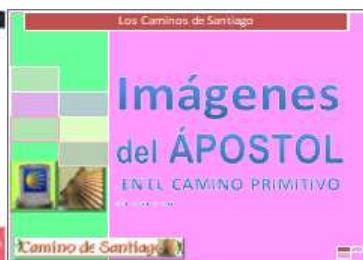 Los Caminos de Santiago
Imágenes
del ÁPOSTOL
EN EL CAMINO PRIMITIVO
Camino de Santiago